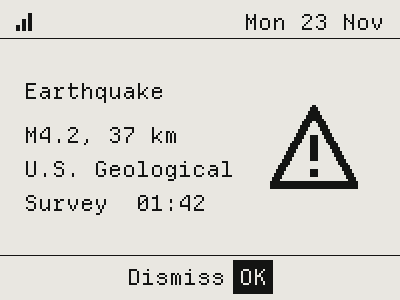 Mon 23 Nov
Earthquake
M4.2, 37 km
U.S. Geological
Survey  01:42
Dismiss OK